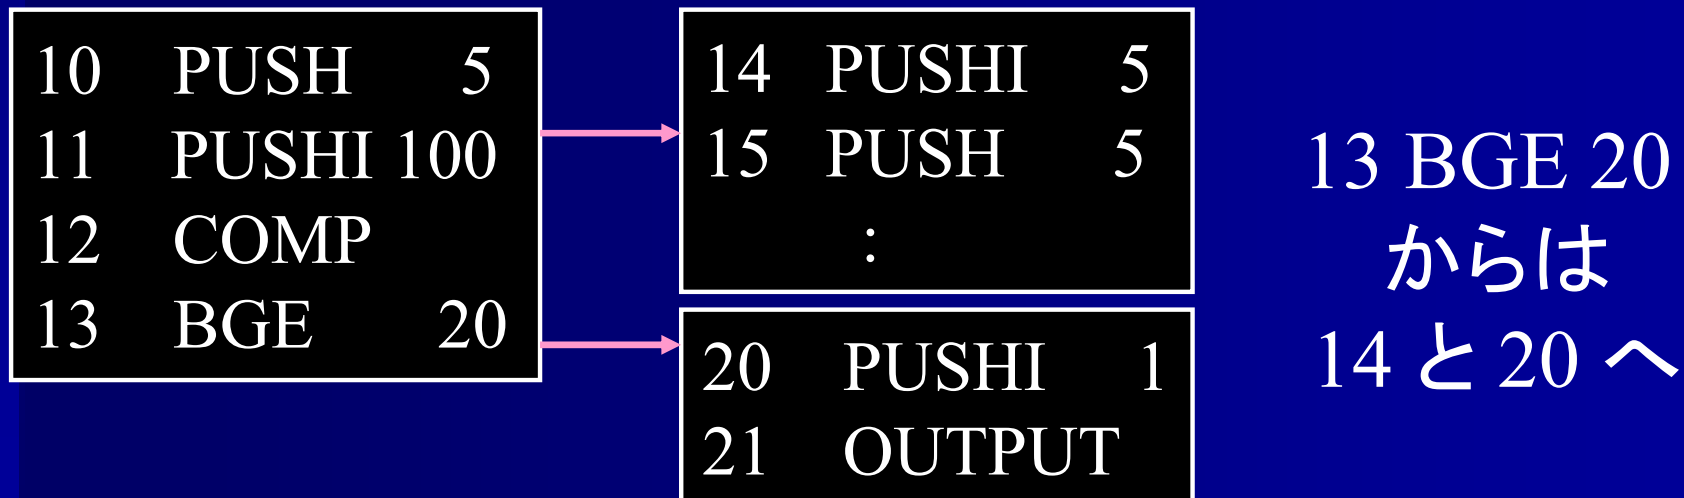 10 PUSH 5
11 PUSHI 100
12 COMP
13 BGE 20
14 PUSHI 5
15 PUSH 5
:
20 PUSHI 1
21 OUTPUT
13 BGE 20
からは
14 と 20 へ